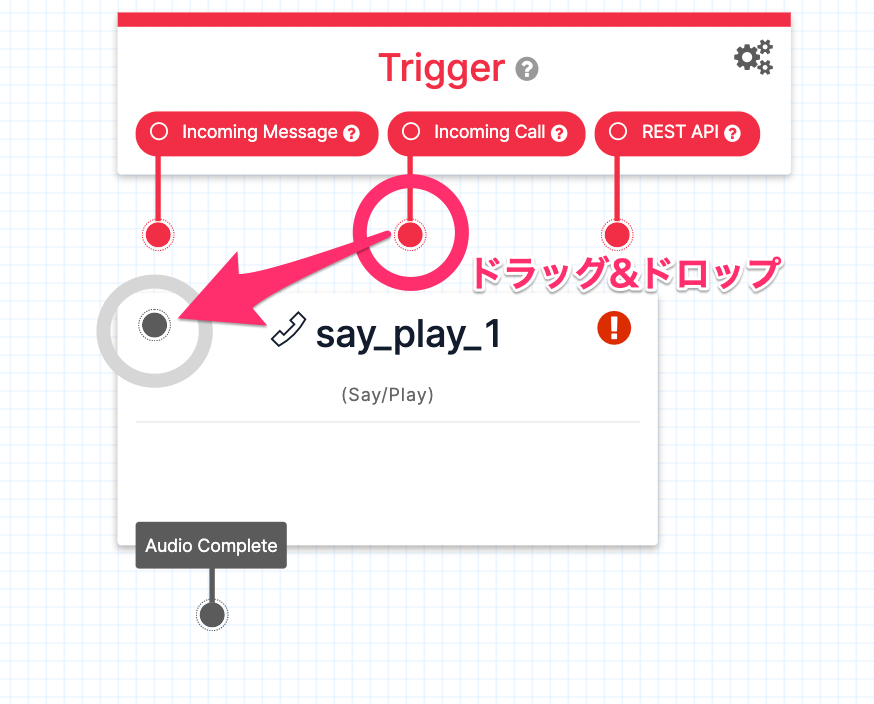 Trigger ?
Incoming Message ? Incoming Call ? REST API ?
ドラッグ&ドロップ
say_play_1 !
(Say/Play)
Audio Complete